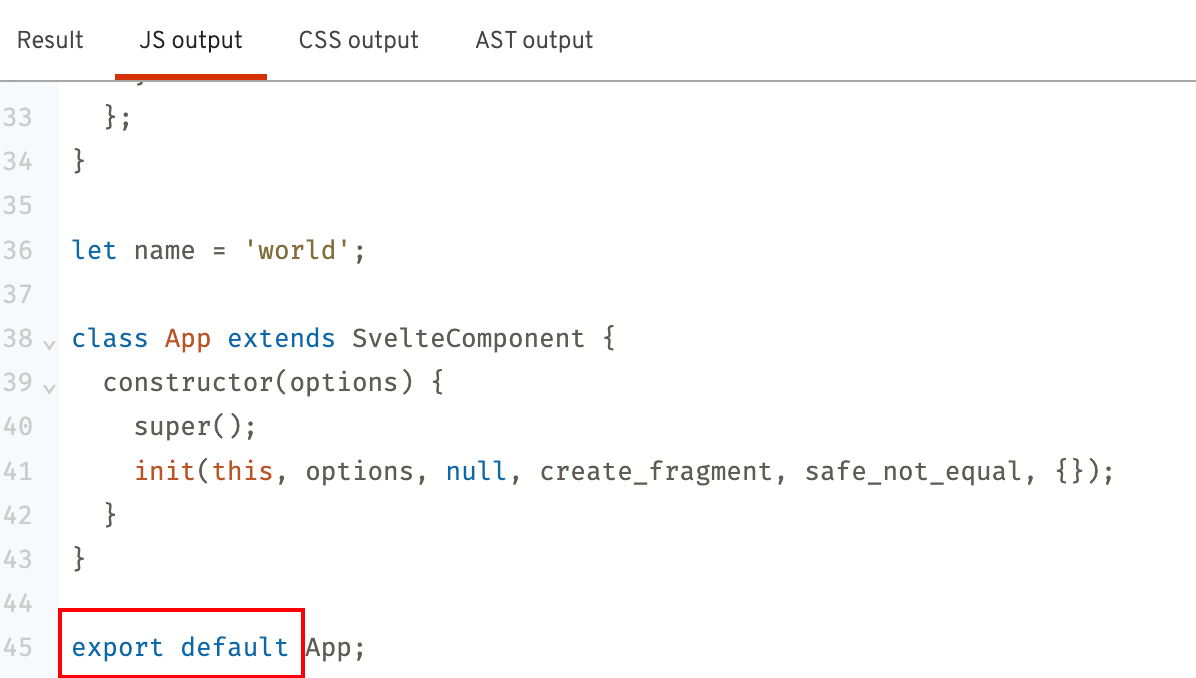 Result JS output CSS output AST output
33 };
34 }
35
36 let name = 'world';
37
38 class App extends SvelteComponent {
39 constructor(options) {
40 super();
41 init(this, options, null, create_fragment, safe_not_equal, {});
42 }
43 }
44
45 export default App;